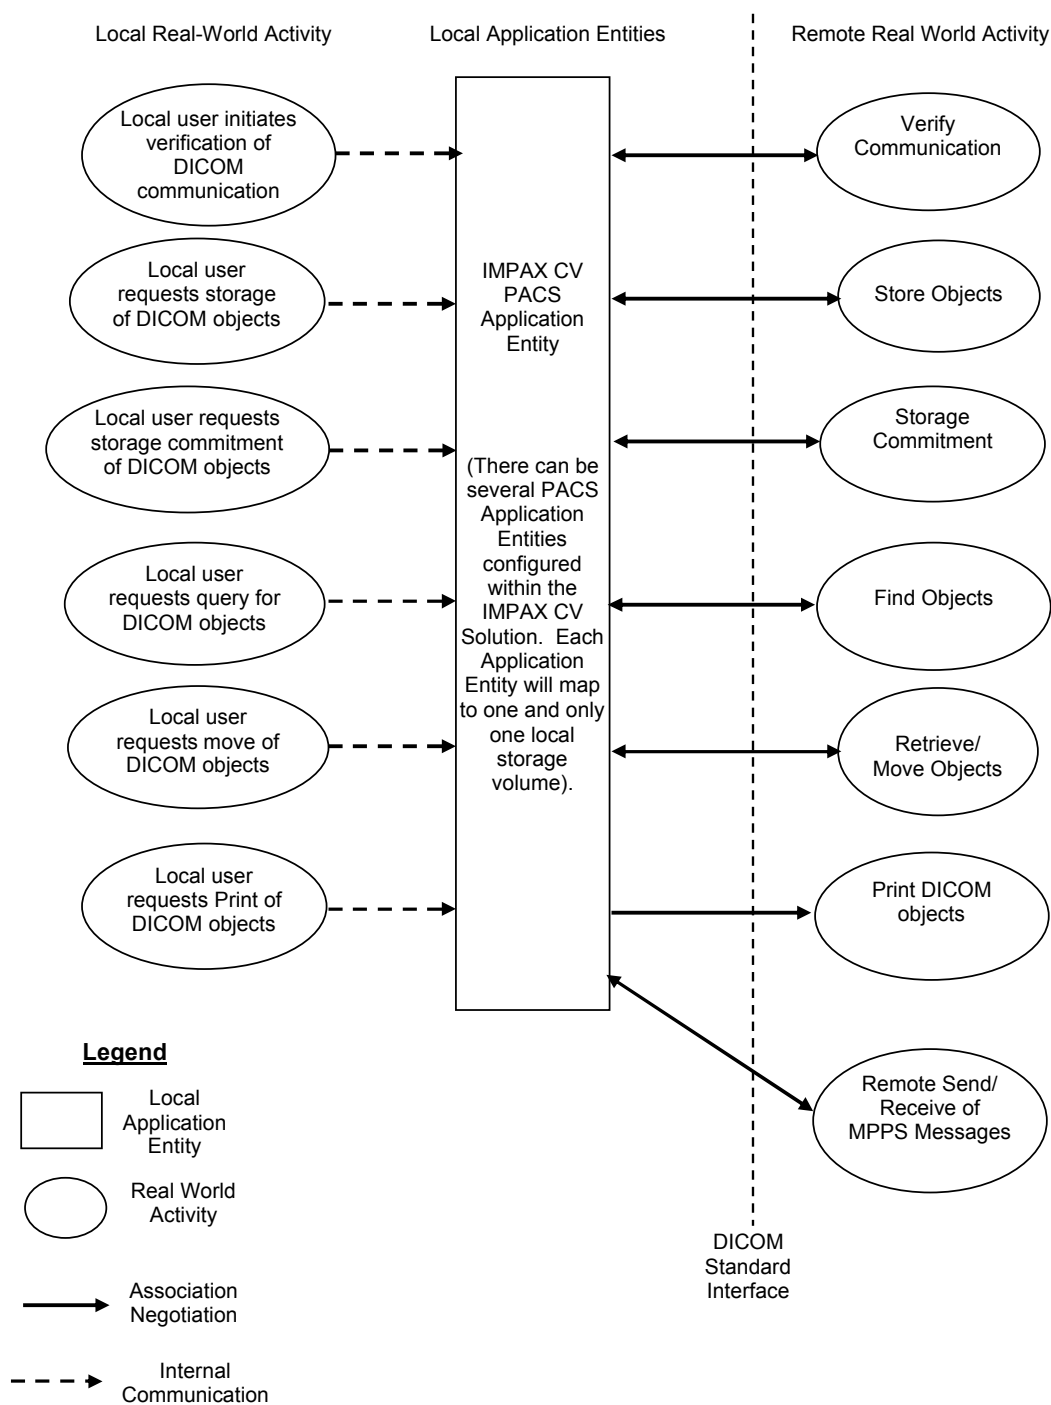 Local Real-World Activity
Local Application Entities
Remote Real World Activity
Local user initiates
verification of
DICOM
communication
Verify
Communication
Local user
requests storage
of DICOM objects
IMPAX CV
PACS
Application
Entity
Store Objects
Local user requests
storage commitment
of DICOM objects
(There can be
several PACS
Application
Entities
configured
within the
IMPAX CV
Solution.  Each
Application
Entity will map
to one and only
one local
storage
volume).
Storage
Commitment
Local user
requests query for
DICOM objects
Find Objects
Local user
requests move of
DICOM objects
Retrieve/
Move Objects
Local user
requests Print of
DICOM objects
Print DICOM
objects
Remote Send/
Receive of
MPPS Messages
Legend
Local
Application
Entity
Real World
Activity
Association
Negotiation
Internal
Communication
DICOM
Standard
Interface